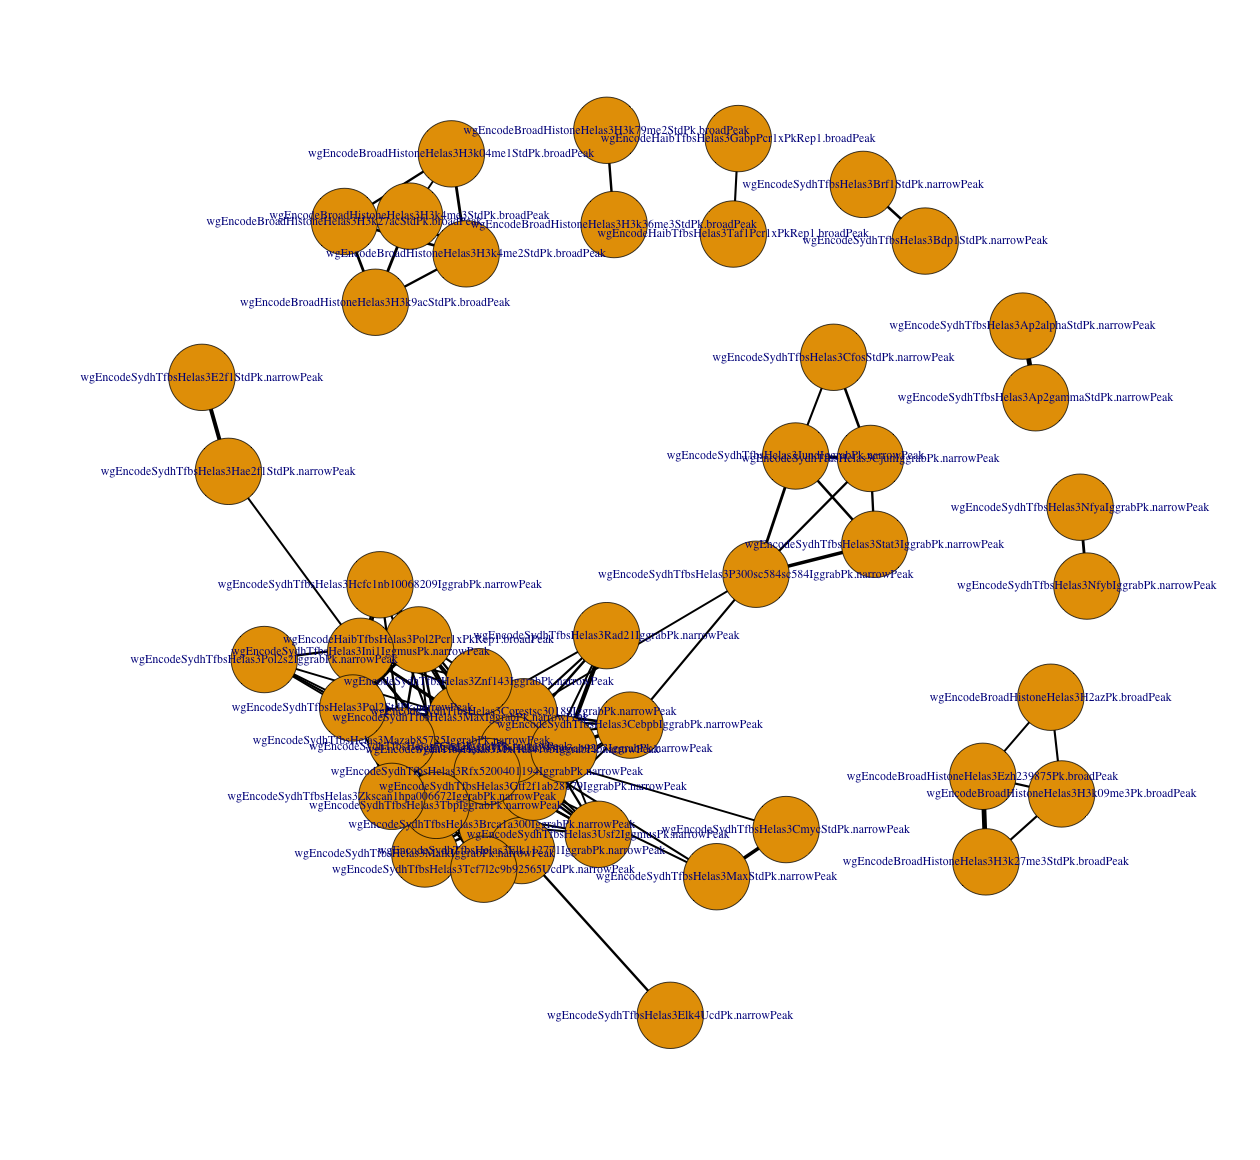 wgEncodeBroadHistoneHelas3H3k79me2StdPk.broadPeak
wgEncodeHaibTfbsHelas3GabpPcr1xPkRep1.broadPeak
wgEncodeBroadHistoneHelas3H3k04me1StdPk.broadPeak
wgEncodeSydhTfbsHelas3Brf1StdPk.narrowPeak
wgEncodeBroadHistoneHelas3H3k4me3StdPk.broadPeak
wgEncodeBroadHistoneHelas3H3k27acStdPk.broadPeak
wgEncodeBroadHistoneHelas3H3k36me3StdPk.broadPeak
wgEncodeHaibTfbsHelas3Taf1Pcr1xPkRep1.broadPeak
wgEncodeSydhTfbsHelas3Bdp1StdPk.narrowPeak
wgEncodeBroadHistoneHelas3H3k4me2StdPk.broadPeak
wgEncodeBroadHistoneHelas3H3k9acStdPk.broadPeak
wgEncodeSydhTfbsHelas3Ap2alphaStdPk.narrowPeak
wgEncodeSydhTfbsHelas3CfosStdPk.narrowPeak
wgEncodeSydhTfbsHelas3E2f1StdPk.narrowPeak
wgEncodeSydhTfbsHelas3Ap2gammaStdPk.narrowPeak
wgEncodeSydhTfbsHelas3JundIggrabPk.narrowPeak
wgEncodeSydhTfbsHelas3CjunIggrabPk.narrowPeak
wgEncodeSydhTfbsHelas3Hae2f1StdPk.narrowPeak
wgEncodeSydhTfbsHelas3NfyaIggrabPk.narrowPeak
wgEncodeSydhTfbsHelas3Stat3IggrabPk.narrowPeak
wgEncodeSydhTfbsHelas3P300sc584sc584IggrabPk.narrowPeak
wgEncodeSydhTfbsHelas3Hcfc1nb10068209IggrabPk.narrowPeak
wgEncodeSydhTfbsHelas3NfybIggrabPk.narrowPeak
wgEncodeSydhTfbsHelas3Rad21IggrabPk.narrowPeak
wgEncodeHaibTfbsHelas3Pol2Pcr1xPkRep1.broadPeak
wgEncodeSydhTfbsHelas3Ini1IggmusPk.narrowPeak
wgEncodeSydhTfbsHelas3Pol2s2IggrabPk.narrowPeak
wgEncodeSydhTfbsHelas3Znf143IggrabPk.narrowPeak
wgEncodeBroadHistoneHelas3H2azPk.broadPeak
wgEncodeSydhTfbsHelas3Pol2StdPk.narrowPeak
wgEncodeSydhTfbsHelas3Corestsc30189IggrabPk.narrowPeak
wgEncodeSydhTfbsHelas3MaxIggrabPk.narrowPeak
wgEncodeSydhTfbsHelas3CebpbIggrabPk.narrowPeak
wgEncodeSydhTfbsHelas3Mazab85725IggrabPk.narrowPeak
wgEncodeSydhTfbsHelas3Rfx5200401194IggrabPk.narrowPeak
wgEncodeBroadHistoneHelas3Ezh239875Pk.broadPeak
wgEncodeSydhTfbsHelas3Gtf2f1ab28179IggrabPk.narrowPeak
wgEncodeBroadHistoneHelas3H3k09me3Pk.broadPeak
wgEncodeSydhTfbsHelas3Zkscan1hpa006672IggrabPk.narrowPeak
wgEncodeSydhTfbsHelas3TbpIggrabPk.narrowPeak
wgEncodeSydhTfbsHelas3Brca1a300IggrabPk.narrowPeak
wgEncodeSydhTfbsHelas3CmycStdPk.narrowPeak
wgEncodeSydhTfbsHelas3Usf2IggmusPk.narrowPeak
wgEncodeSydhTfbsHelas3Elk112771IggrabPk.narrowPeak
wgEncodeSydhTfbsHelas3MafkIggrabPk.narrowPeak
wgEncodeBroadHistoneHelas3H3k27me3StdPk.broadPeak
wgEncodeSydhTfbsHelas3Tcf7l2c9b92565UcdPk.narrowPeak
wgEncodeSydhTfbsHelas3MaxStdPk.narrowPeak
wgEncodeSydhTfbsHelas3Elk4UcdPk.narrowPeak